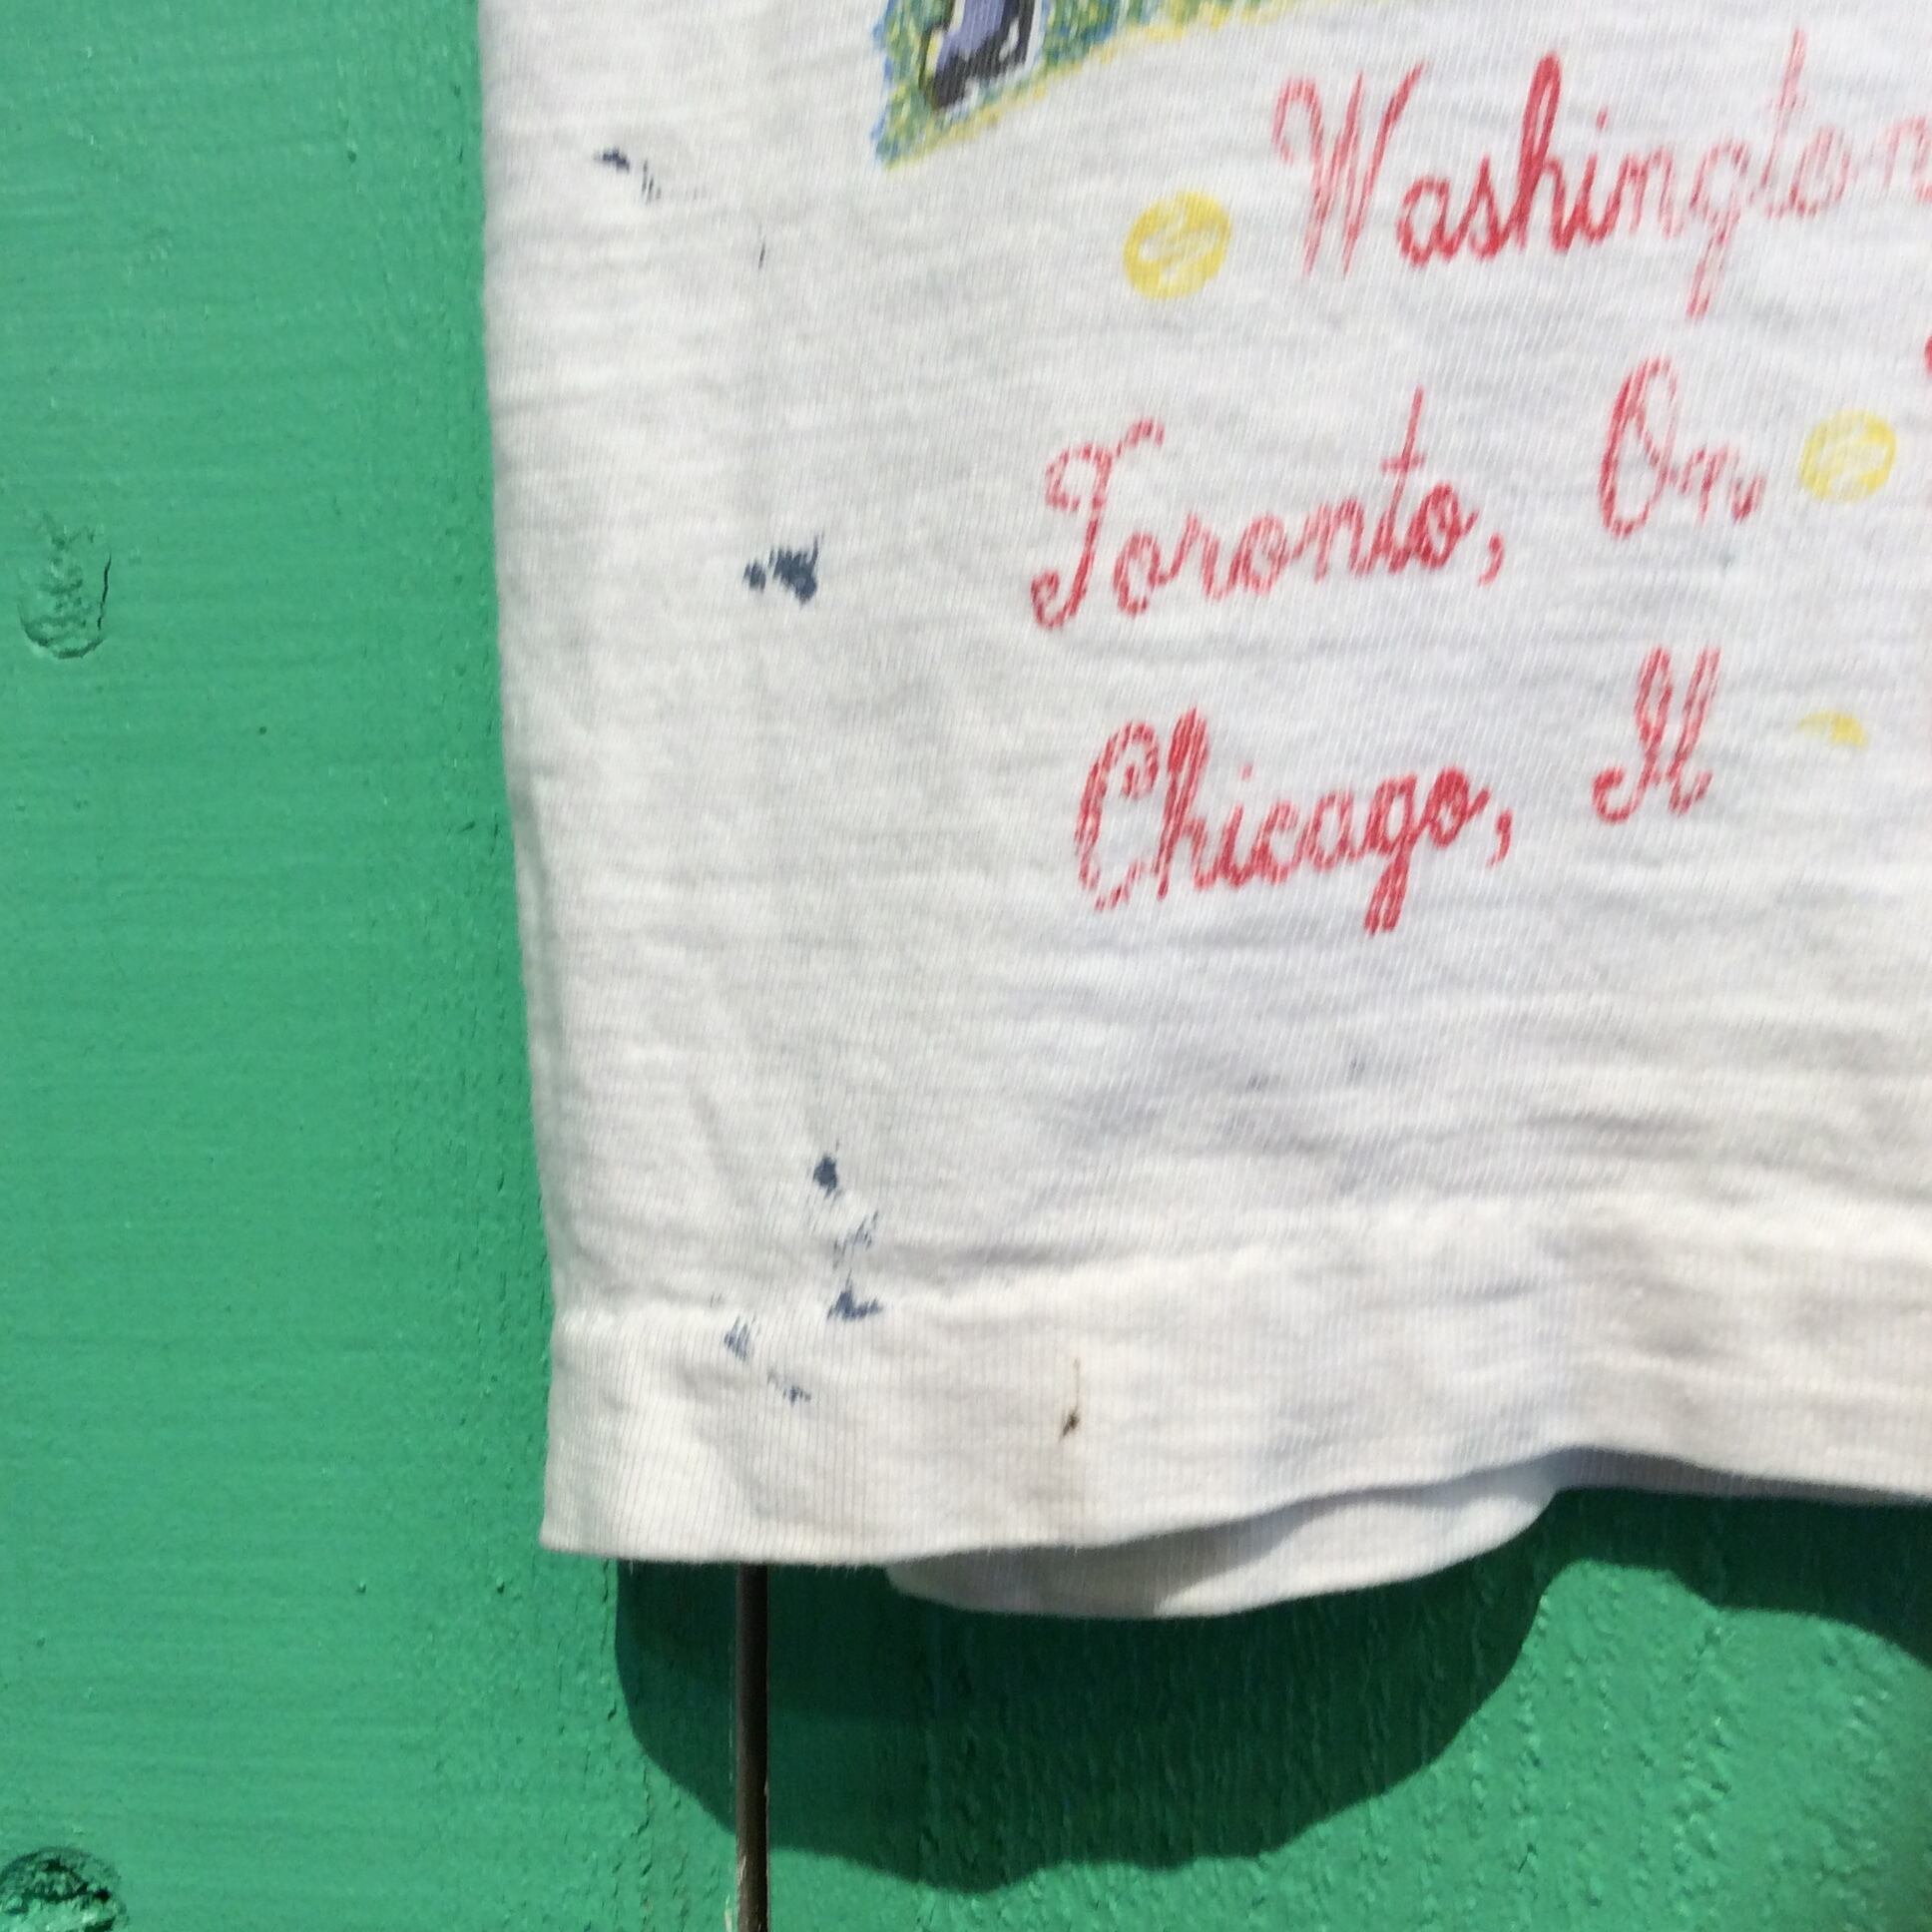 Washington
Toronto, On.
Chicago, Il